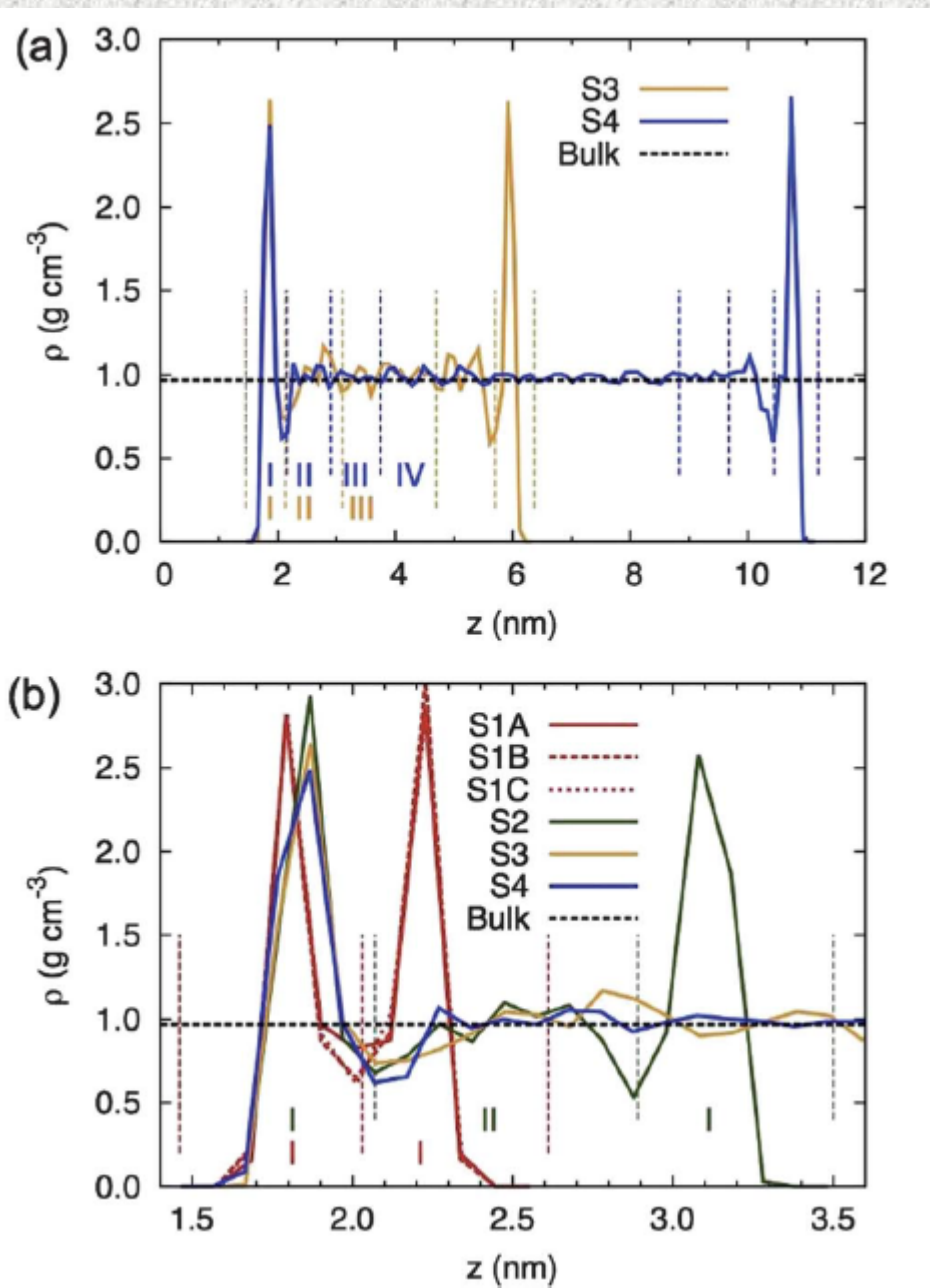 (a)
3.0
2.5
2.0
1.5
1.0
0.5
0.0
ρ (g cm⁻³)
S3
S4
Bulk
I II III IV
I II III
0 2 4 6 8 10 12
z (nm)
(b)
3.0
2.5
2.0
1.5
1.0
0.5
0.0
ρ (g cm⁻³)
S1A
S1B
S1C
S2
S3
S4
Bulk
I II I
I I
1.5 2.0 2.5 3.0 3.5
z (nm)